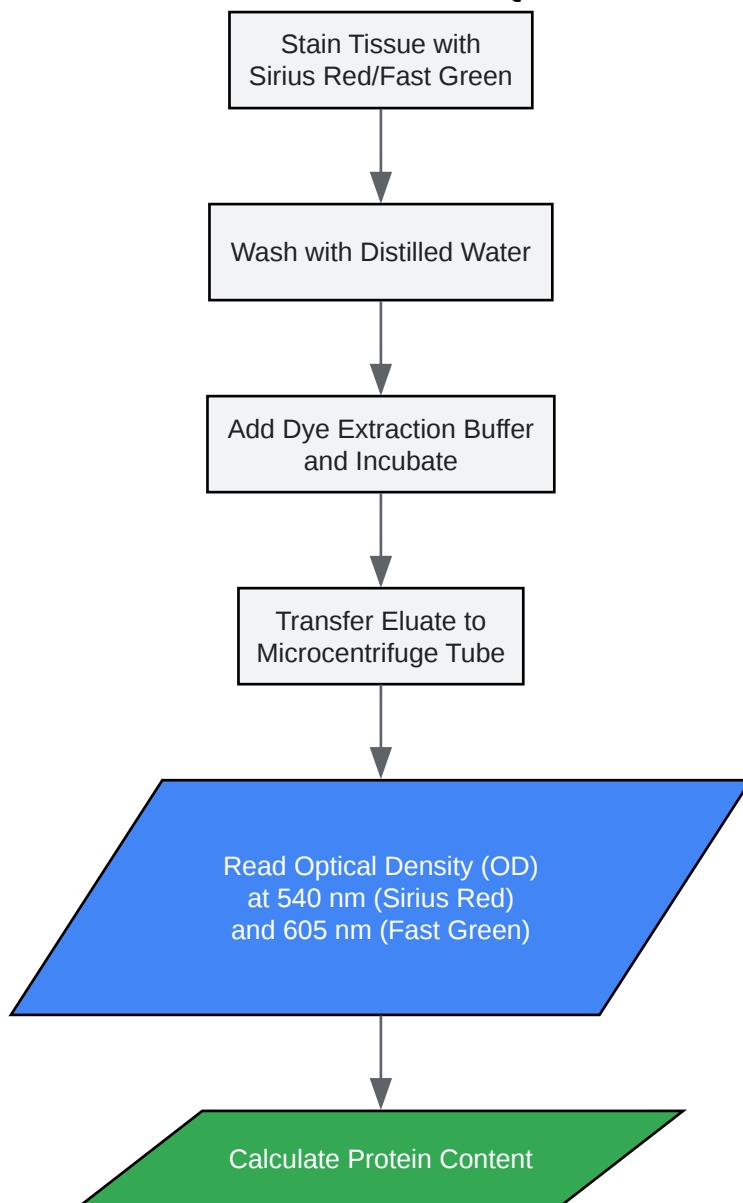 Stain Tissue with
Sirius Red/Fast Green
Wash with Distilled Water
Add Dye Extraction Buffer
and Incubate
Transfer Eluate to
Microcentrifuge Tube
Read Optical Density (OD)
at 540 nm (Sirius Red)
and 605 nm (Fast Green)
Calculate Protein Content